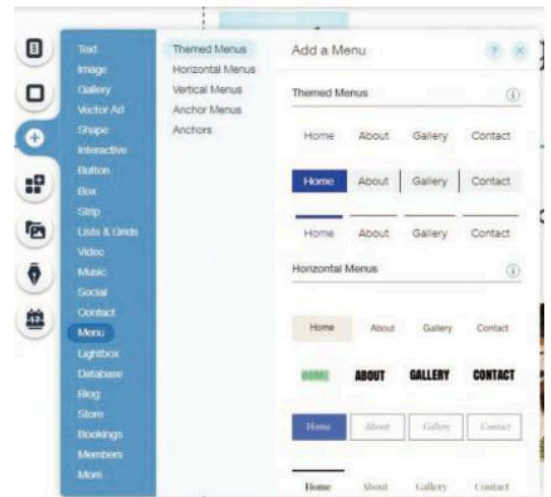 Text
Image
Gallery
Vector Art
Shape
Interactive
Button
Box
Strip
Lists & Grids
Video
Music
Social
Contact
Menu
Lightbox
Database
Blog
Store
Bookings
Members
Themed Menus
Horizontal Menus
Vertical Menus
Anchor Menus
Anchors
Add a Menu
?
Themed Menus
Home About Gallery Contact
Home About Gallery Contact
Home About Gallery Contact
Horizontal Menus
Home About Gallery Contact
HOME ABOUT GALLERY CONTACT
Home About Gallery Contact
Home About Gallery Contact